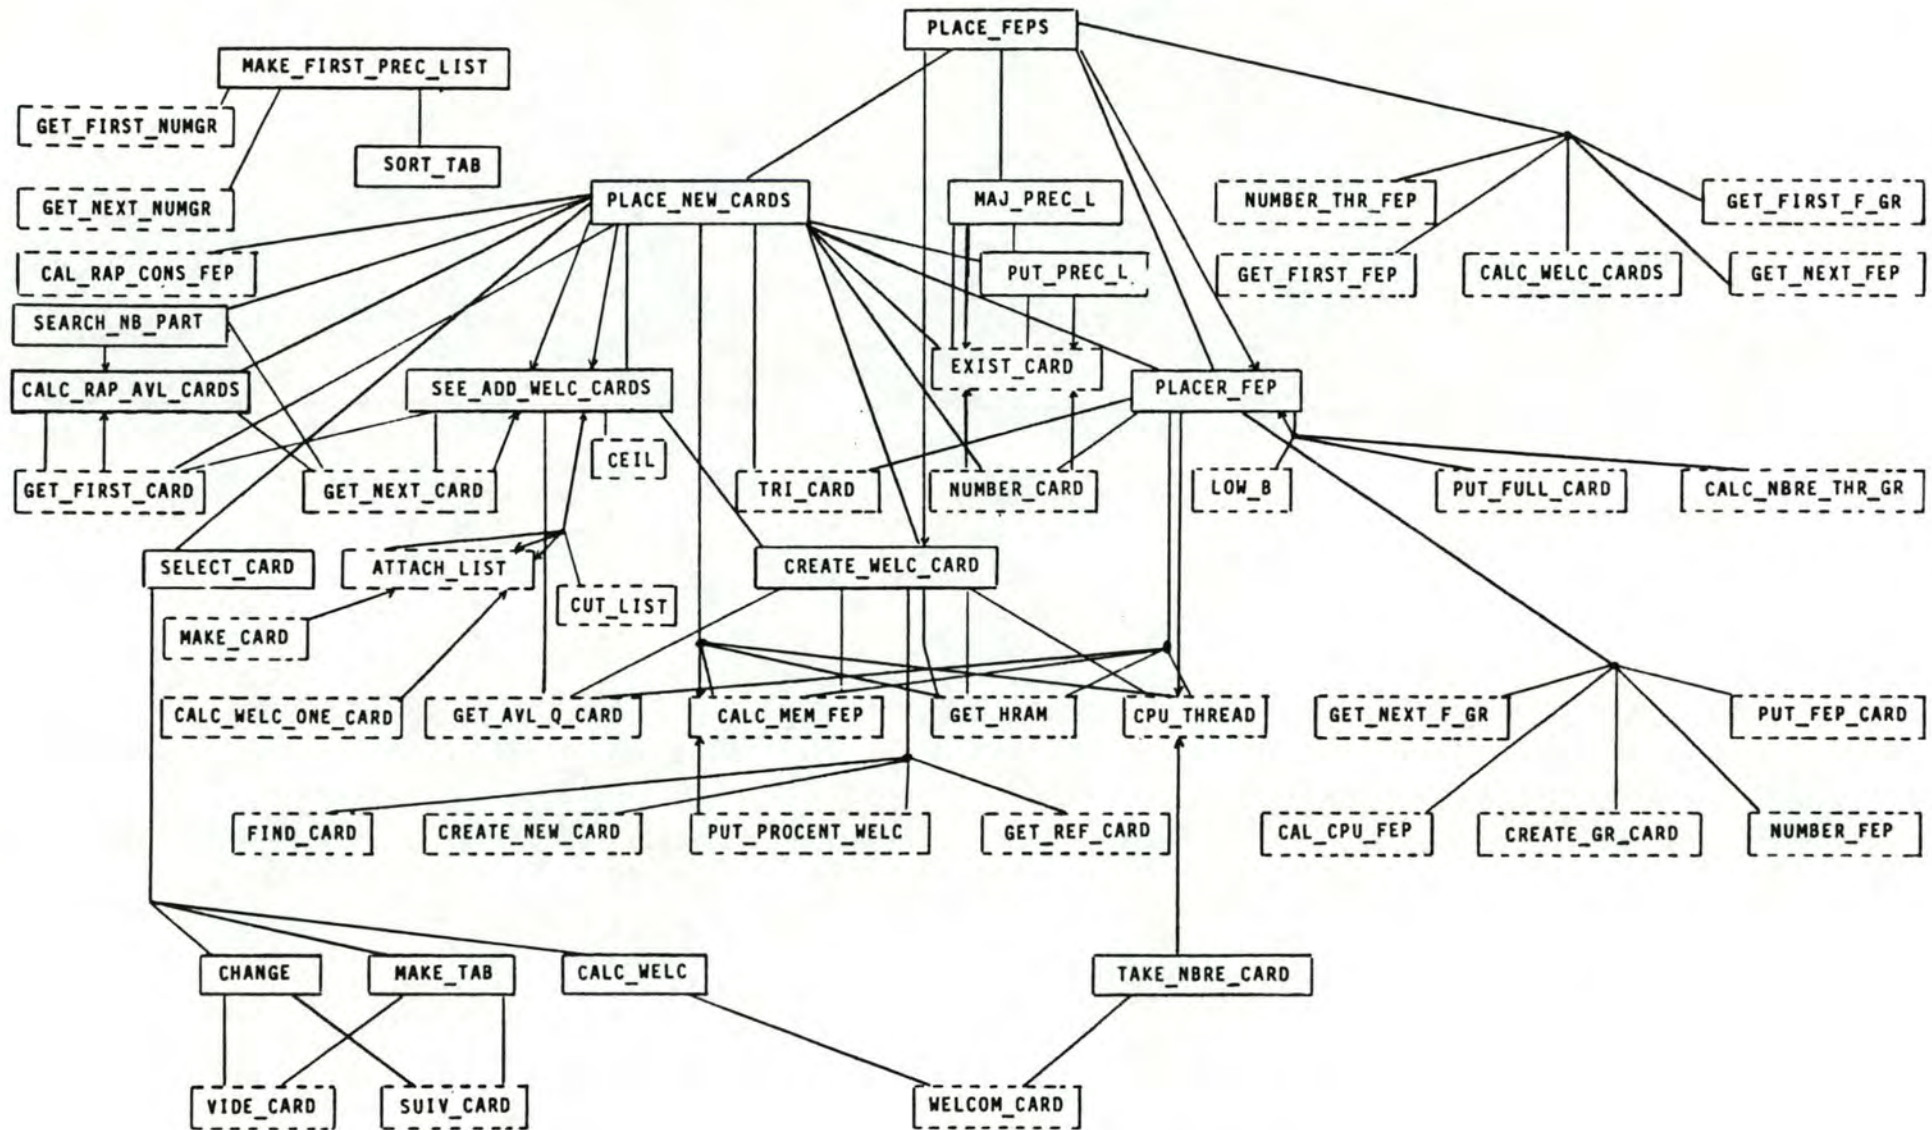 PLACE_FEPS
MAKE_FIRST_PREC_LIST
GET_FIRST_NUMGR
SORT_TAB
GET_NEXT_NUMGR
PLACE_NEW_CARDS
MAJ_PREC_L
NUMBER_THR_FEP
GET_FIRST_F_GR
CAL_RAP_CONS_FEP
PUT_PREC_L
GET_FIRST_FEP
CALC_WELC_CARDS
GET_NEXT_FEP
SEARCH_NB_PART
EXIST_CARD
CALC_RAP_AVL_CARDS
SEE_ADD_WELC_CARDS
PLACER_FEP
CEIL
GET_FIRST_CARD
GET_NEXT_CARD
TRI_CARD
NUMBER_CARD
LOW_B
PUT_FULL_CARD
CALC_NBRE_THR_GR
SELECT_CARD
ATTACH_LIST
CREATE_WELC_CARD
CUT_LIST
MAKE_CARD
CALC_WELC_ONE_CARD
GET_AVL_Q_CARD
CALC_MEM_FEP
GET_HRAM
CPU_THREAD
GET_NEXT_F_GR
PUT_FEP_CARD
FIND_CARD
CREATE_NEW_CARD
PUT_PROCENT_WELC
GET_REF_CARD
CAL_CPU_FEP
CREATE_GR_CARD
NUMBER_FEP
CHANGE
MAKE_TAB
CALC_WELC
TAKE_NBRE_CARD
VIDE_CARD
SUIV_CARD
WELCOM_CARD